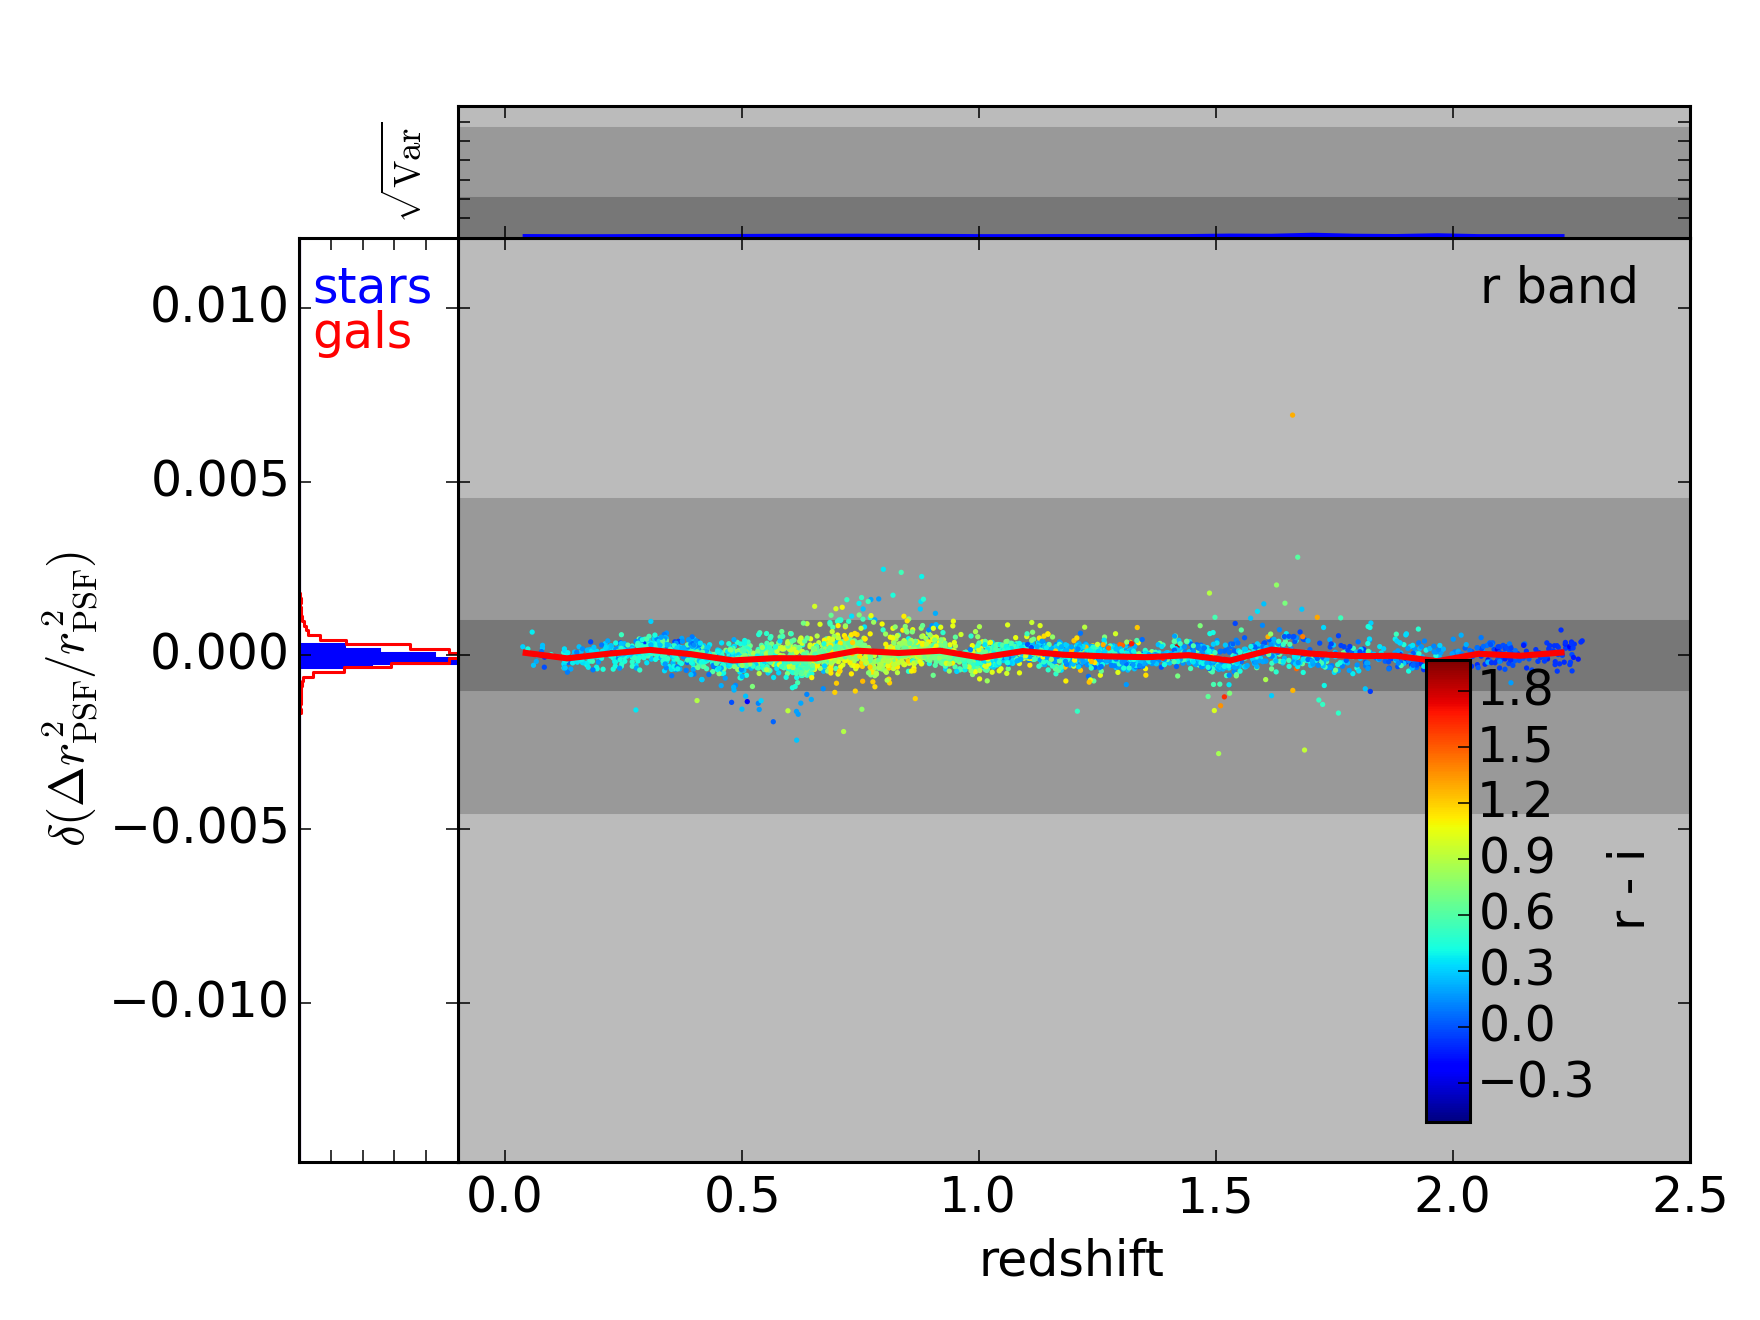 √Var
stars
gals
r band
0.010
0.005
0.000
−0.005
−0.010
δ(Δr²_PSF/r²_PSF)
1.8
1.5
1.2
0.9
0.6
0.3
0.0
−0.3
r - i
0.0 0.5 1.0 1.5 2.0 2.5
redshift